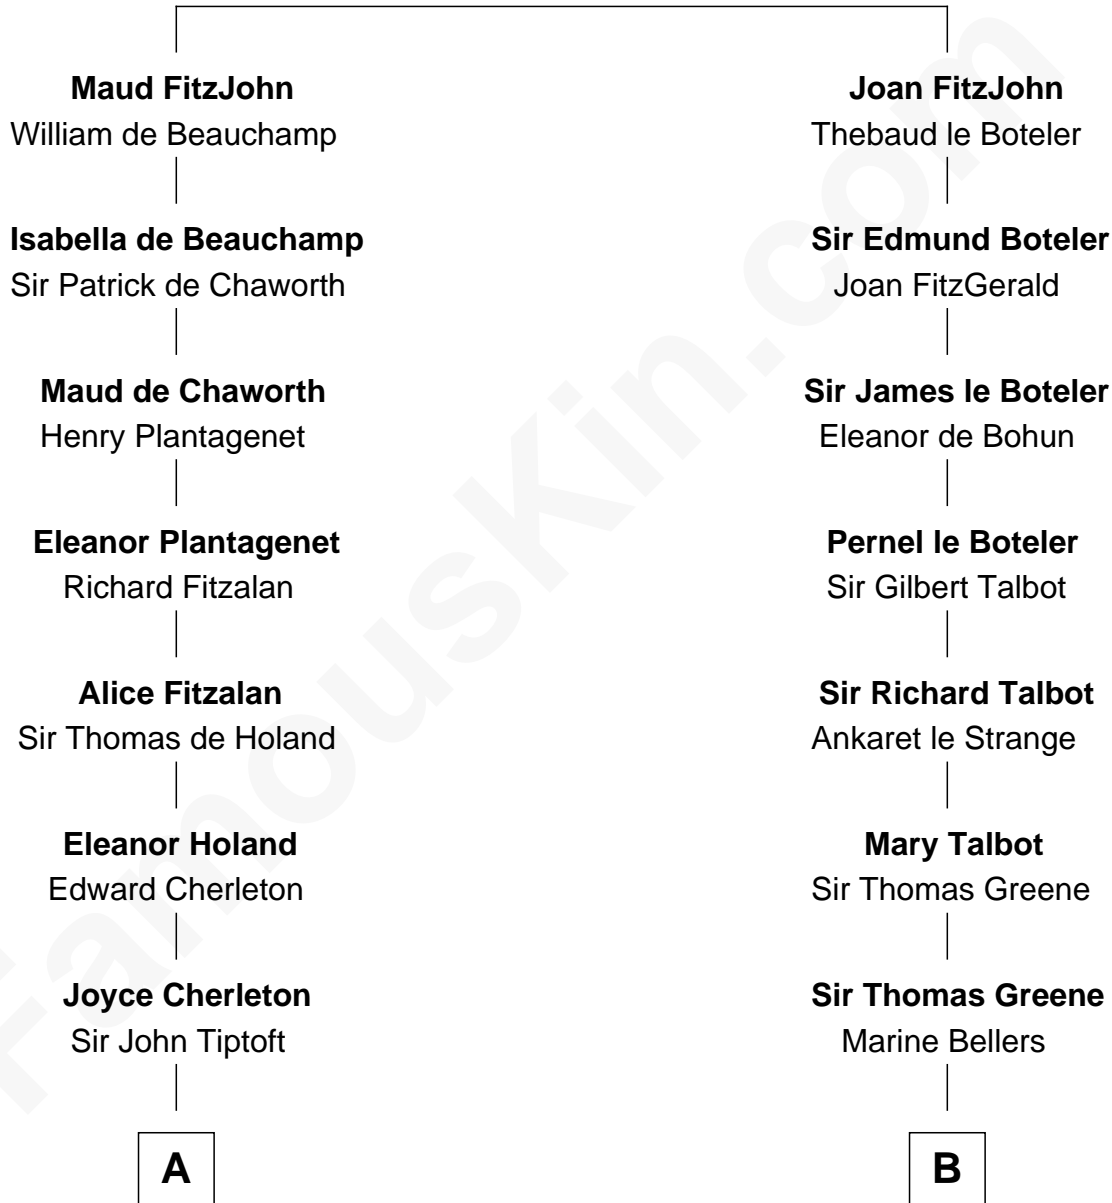 Maud FitzJohn
William de Beauchamp
Isabella de Beauchamp
Sir Patrick de Chaworth
Maud de Chaworth
Henry Plantagenet
Eleanor Plantagenet
Richard Fitzalan
Alice Fitzalan
Sir Thomas de Holand
Eleanor Holand
Edward Cherleton
Joyce Cherleton
Sir John Tiptoft
A
Joan FitzJohn
Thebaud le Boteler
Sir Edmund Boteler
Joan FitzGerald
Sir James le Boteler
Eleanor de Bohun
Pernel le Boteler
Sir Gilbert Talbot
Sir Richard Talbot
Ankaret le Strange
Mary Talbot
Sir Thomas Greene
Sir Thomas Greene
Marine Bellers
B
FamousKin.com